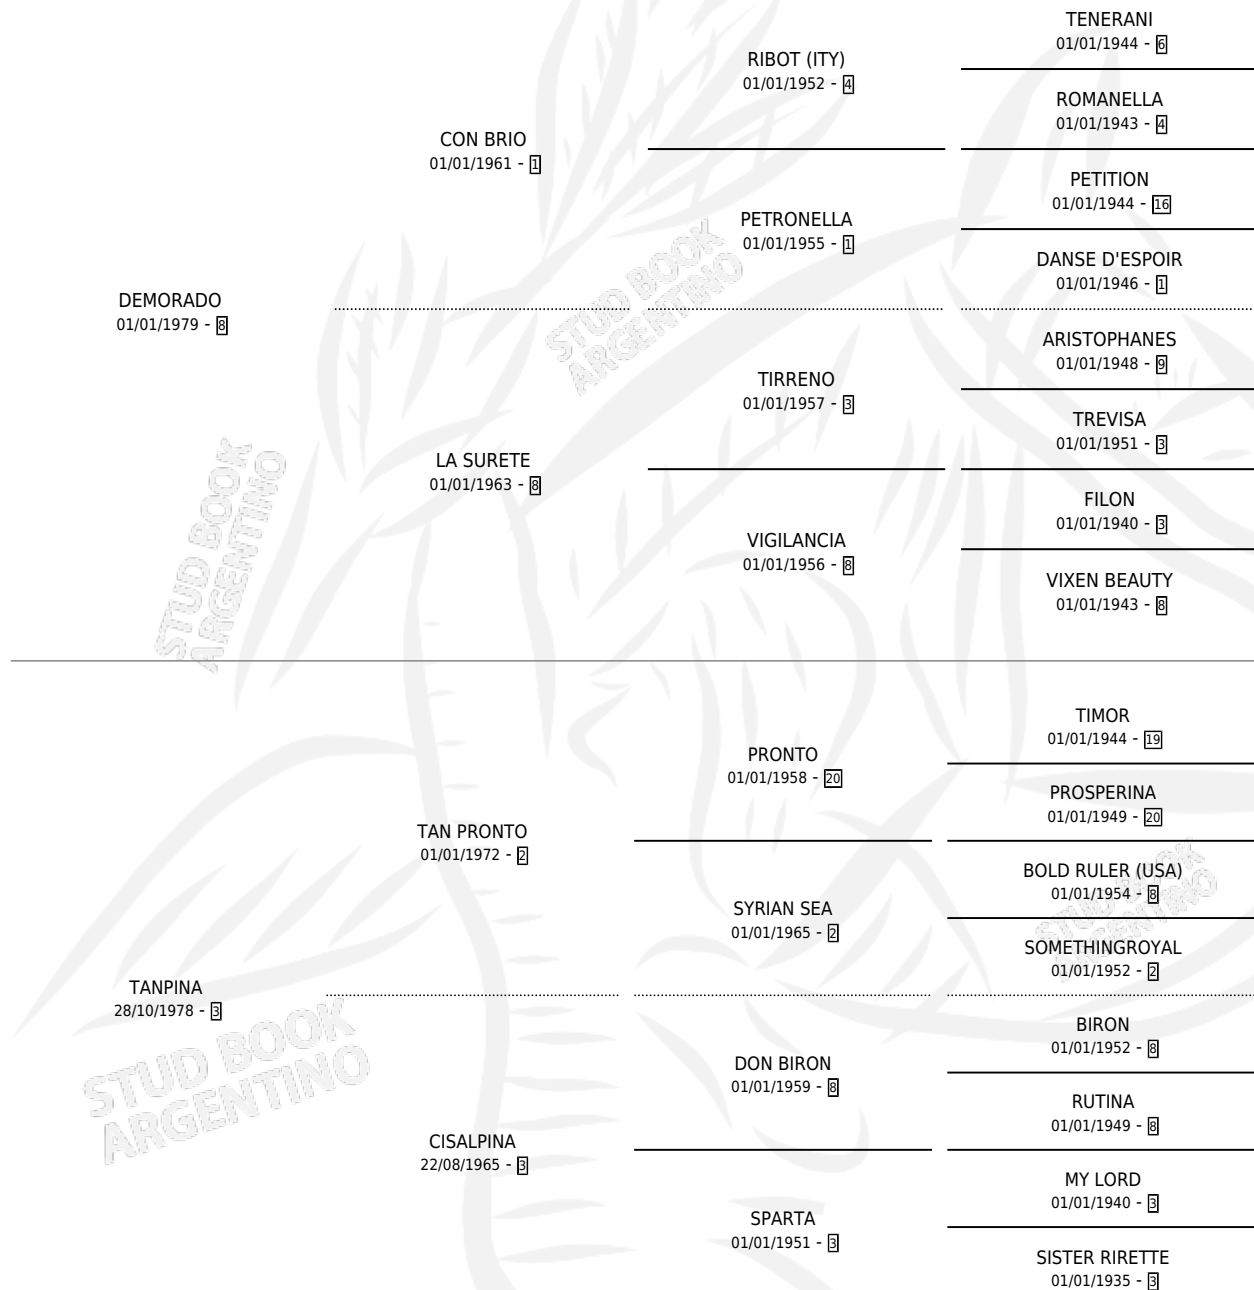 TENERANI
01/01/1944 - 6
RIBOT (ITY)
01/01/1952 - 4
ROMANELLA
01/01/1943 - 4
CON BRIO
01/01/1961 - 1
PETITION
01/01/1944 - 16
PETRONELLA
01/01/1955 - 1
DANSE D'ESPOIR
01/01/1946 - 1
DEMORADO
01/01/1979 - 8
STUD BOOK
ARGENTINO
ARISTOPHANES
01/01/1948 - 9
TIRRENO
01/01/1957 - 3
TREVISA
01/01/1951 - 3
LA SURETE
01/01/1963 - 8
FILON
01/01/1940 - 3
VIGILANCIA
01/01/1956 - 8
VIXEN BEAUTY
01/01/1943 - 8
STUD BOOK
ARGENTINO
TIMOR
01/01/1944 - 19
PRONTO
01/01/1958 - 20
PROSPERINA
01/01/1949 - 20
TAN PRONTO
01/01/1972 - 2
BOLD RULER (USA)
01/01/1954 - 8
SYRIAN SEA
01/01/1965 - 2
SOMETHINGROYAL
01/01/1952 - 2
STUD BOOK
ARGENTINO
TANPINA
28/10/1978 - 3
BIRON
01/01/1952 - 8
DON BIRON
01/01/1959 - 8
RUTINA
01/01/1949 - 8
STUD BOOK
ARGENTINO
CISALPINA
22/08/1965 - 3
MY LORD
01/01/1940 - 3
SPARTA
01/01/1951 - 3
SISTER RIRETTE
01/01/1935 - 3